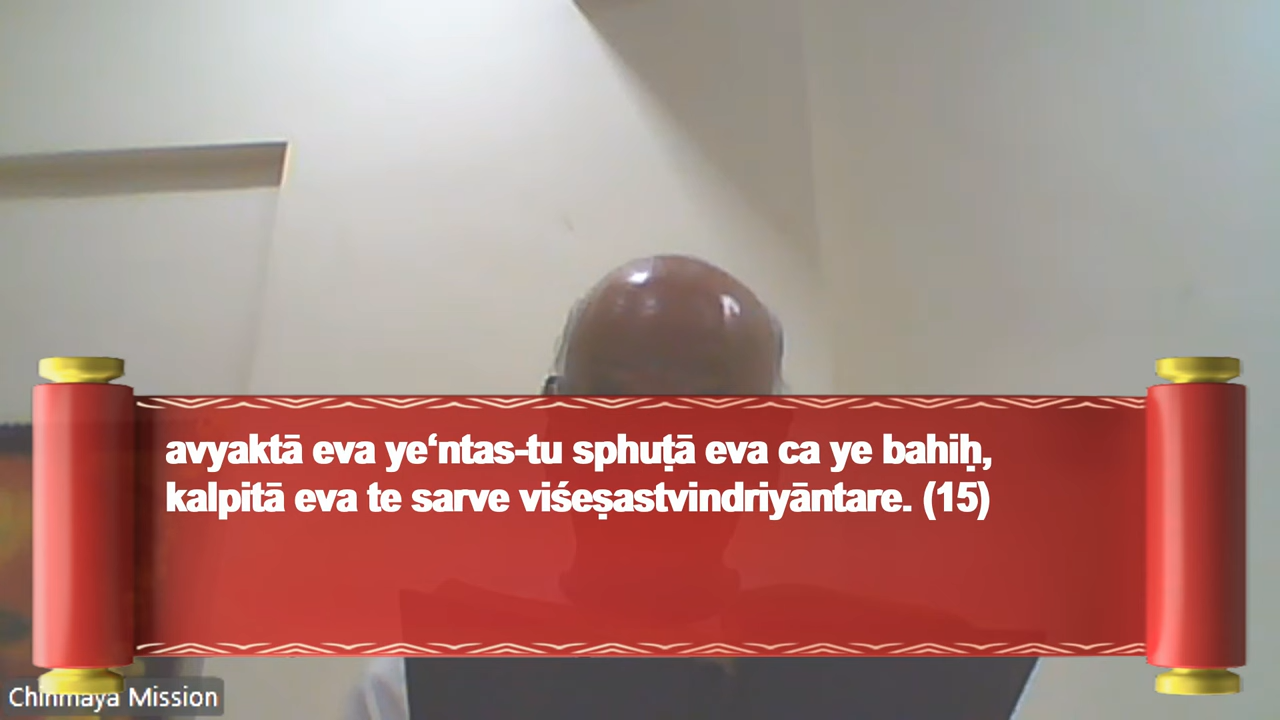 avyaktā eva ye‘ntas-tu sphuṭā eva ca ye bahiḥ,
kalpitā eva te sarve viśeṣastvindriyāntare. (15)
Chinmaya Mission